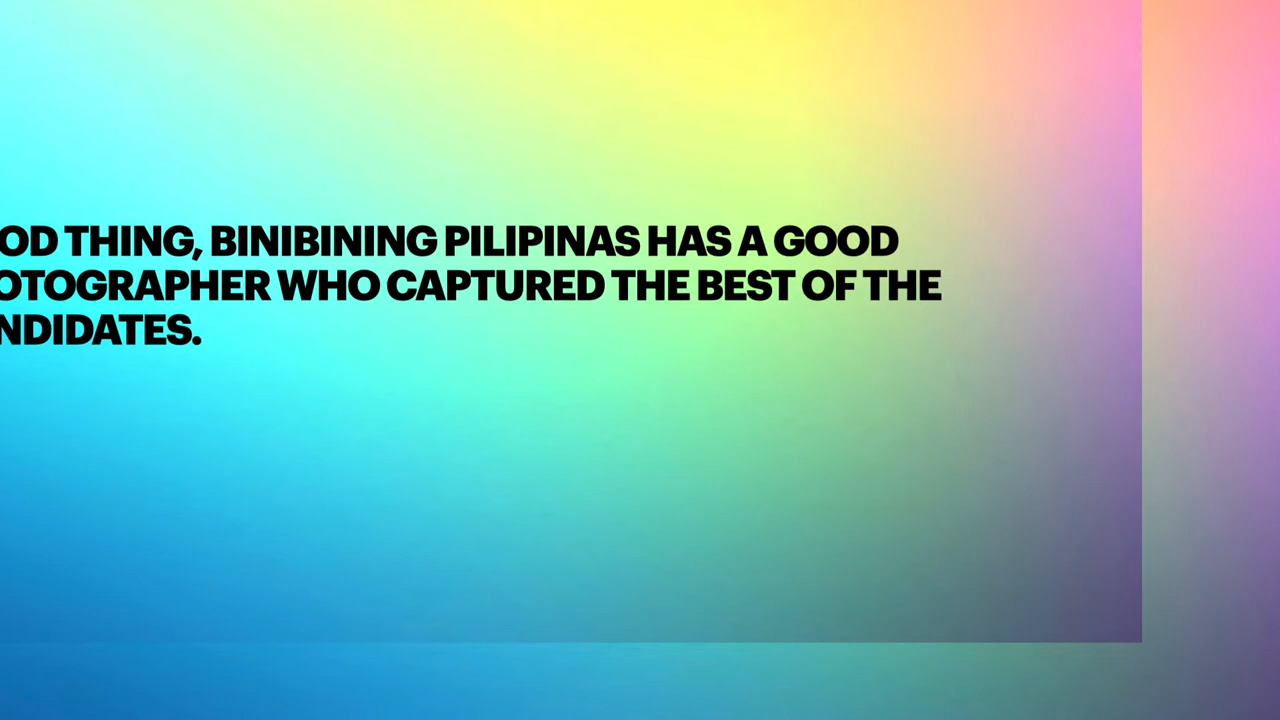 OD THING, BINIBINING PILIPINAS HAS A GOOD
OTOGRAPHER WHO CAPTURED THE BEST OF THE
NDIDATES.